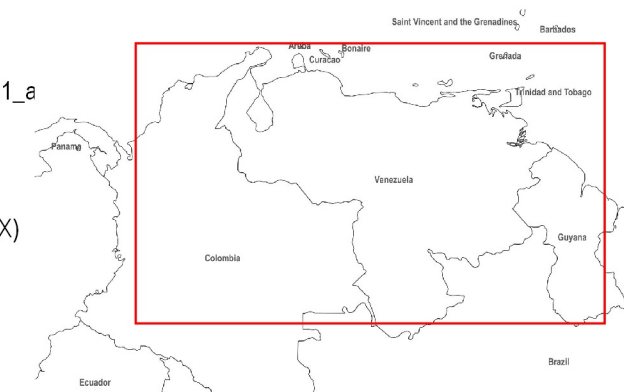 Saint Vincent and the Grenadines
Barbados
Aruba
Bonaire
Curacao
Grenada
1_a
Trinidad and Tobago
Panama
Venezuela
X)
Guyana
Colombia
Brazil
Ecuador